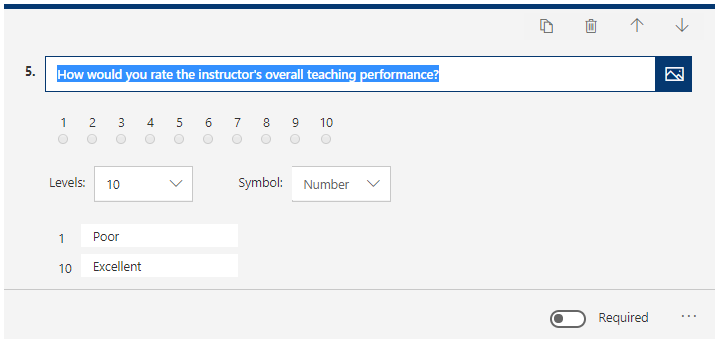 5. How would you rate the instructor's overall teaching performance?
1 2 3 4 5 6 7 8 9 10
Levels: 10 Symbol: Number
1 Poor
10 Excellent
Required